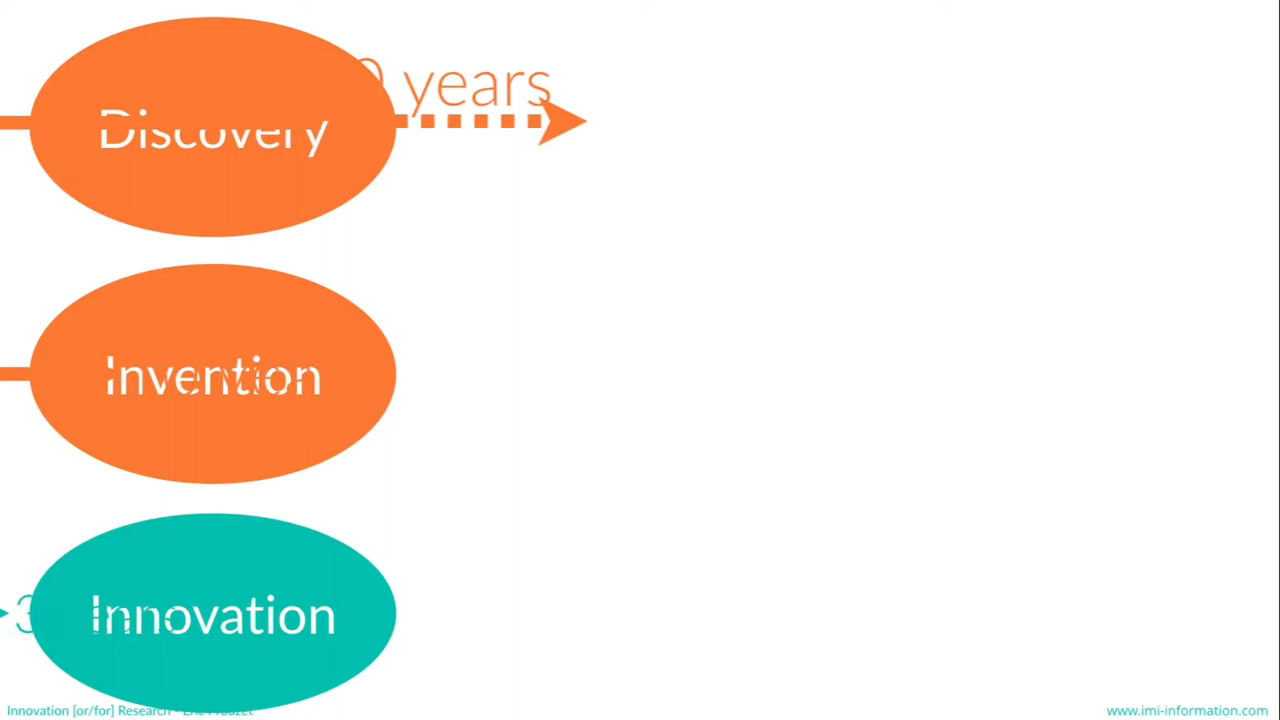 years
Discovery
Invention
Innovation
Innovation [or/for] Research -
www.imi-information.com